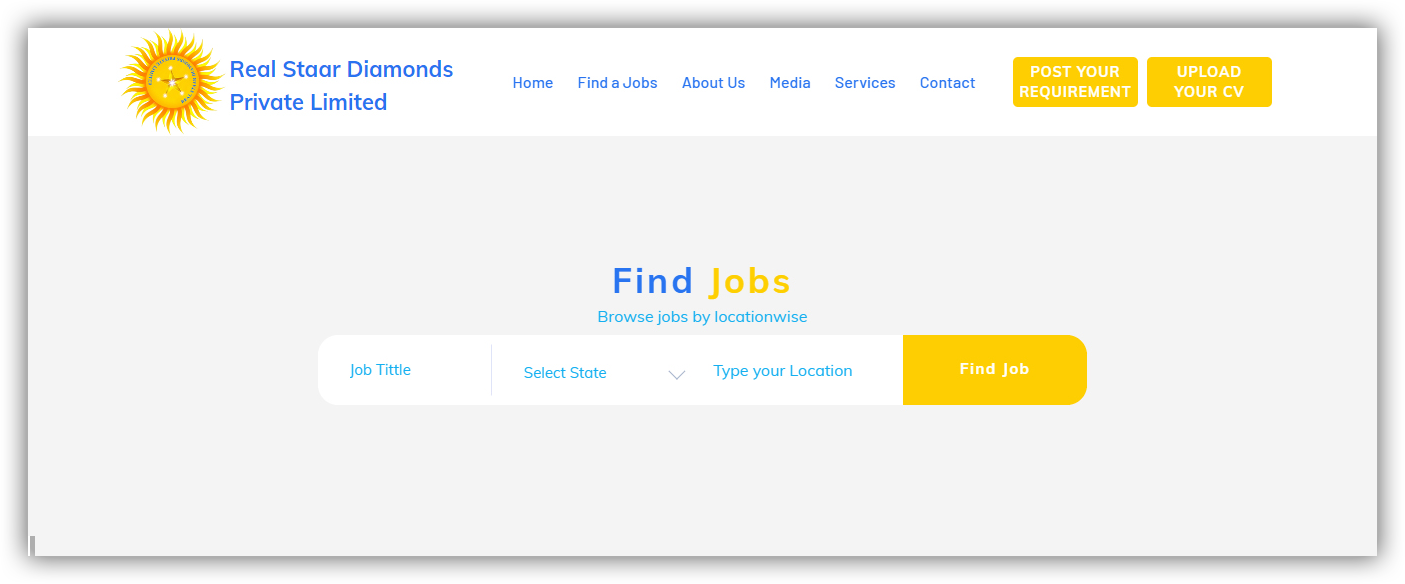 Real Staar Diamonds
Private Limited
Home Find a Jobs About Us Media Services Contact
POST YOUR
REQUIREMENT
UPLOAD
YOUR CV
Find Jobs
Browse jobs by locationwise
Job Tittle Select State Type your Location Find Job